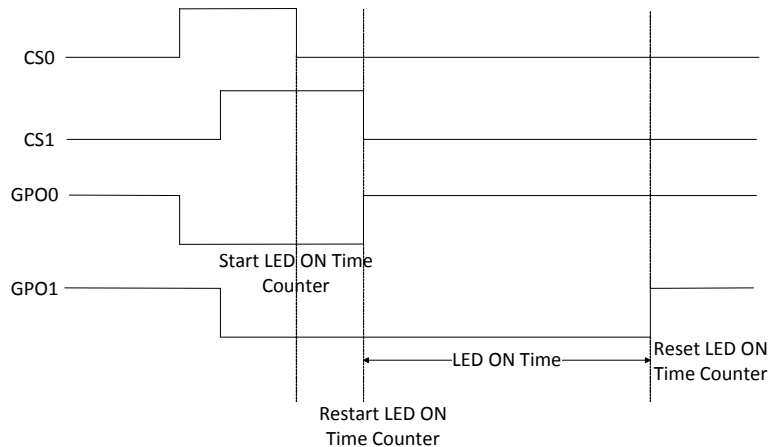 CS0
CS1
GPO0
Start LED ON Time
Counter
GPO1
LED ON Time
Reset LED ON
Time Counter
Restart LED ON
Time Counter